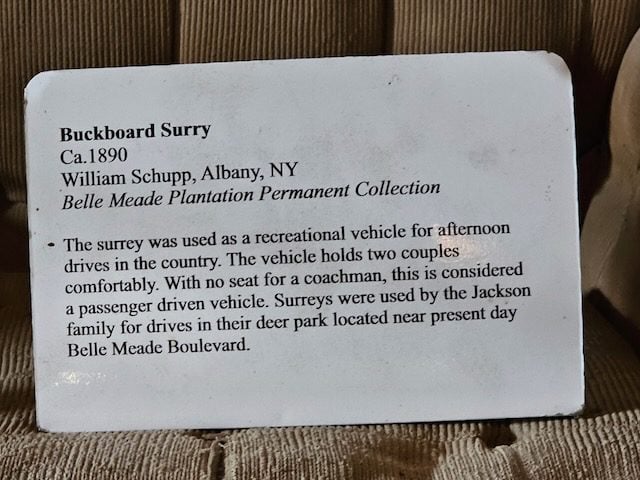 Buckboard Surry
Ca.1890
William Schupp, Albany, NY
Belle Meade Plantation Permanent Collection
The surrey was used as a recreational vehicle for afternoon
drives in the country. The vehicle holds two couples
comfortably. With no seat for a coachman, this is considered
a passenger driven vehicle. Surreys were used by the Jackson
family for drives in their deer park located near present day
Belle Meade Boulevard.